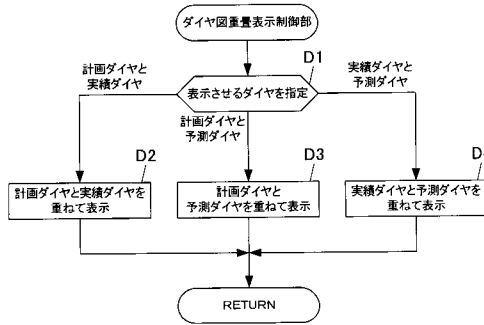 ダイヤ図重畳表示制御部
D1
計画ダイヤと
実績ダイヤ
表示させるダイヤを指定
実績ダイヤと
予測ダイヤ
計画ダイヤと
予測ダイヤ
D2
D3
D
計画ダイヤと実績ダイヤを
重ねて表示
計画ダイヤと
予測ダイヤを重ねて表示
実績ダイヤと予測ダイヤを
重ねて表示
RETURN